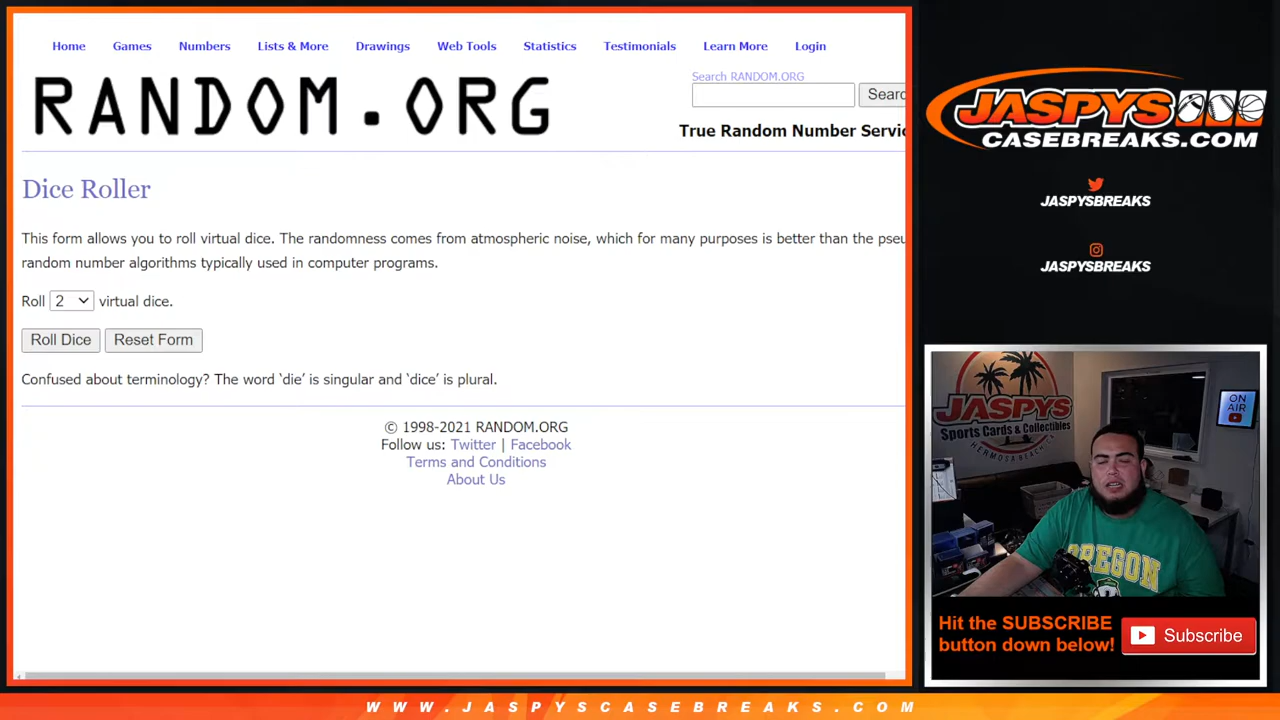 Home Games Numbers Lists & More Drawings Web Tools Statistics Testimonials Learn More Login
RANDOM.ORG
Search RANDOM.ORG
Searc
True Random Number Servic
Dice Roller
This form allows you to roll virtual dice. The randomness comes from atmospheric noise, which for many purposes is better than the pseu
random number algorithms typically used in computer programs.
Roll 2 virtual dice.
Roll Dice Reset Form
Confused about terminology? The word ‘die’ is singular and ‘dice’ is plural.
© 1998-2021 RANDOM.ORG
Follow us: Twitter | Facebook
Terms and Conditions
About Us
JASPYS
CASEBREAKS.COM
JASPYSBREAKS
JASPYSBREAKS
JASPYS
Sports Cards & Collectibles
HERMOSA BEACH, CA
ON
AIR
OREGON
Hit the SUBSCRIBE
button down below!
Subscribe
WWW.JASPYSCASEBREAKS.COM